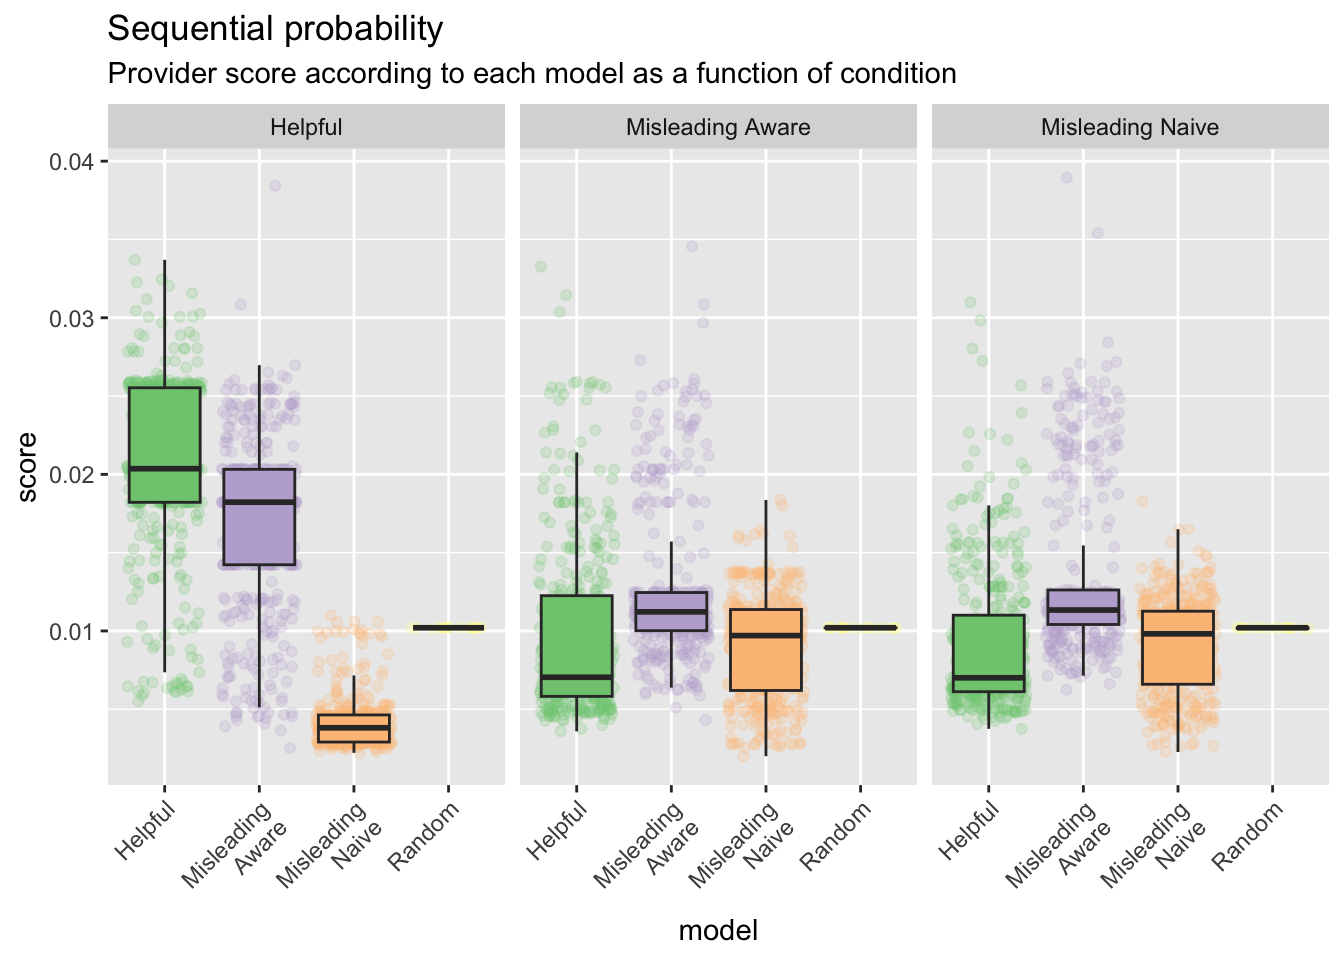 Sequential probability
Provider score according to each model as a function of condition
Helpful
Misleading Aware
Misleading Naive
score
0.04
0.03
0.02
0.01
Helpful
Misleading
Aware
Misleading
Naive
Random
Helpful
Misleading
Aware
Misleading
Naive
Random
Helpful
Misleading
Aware
Misleading
Naive
Random
model